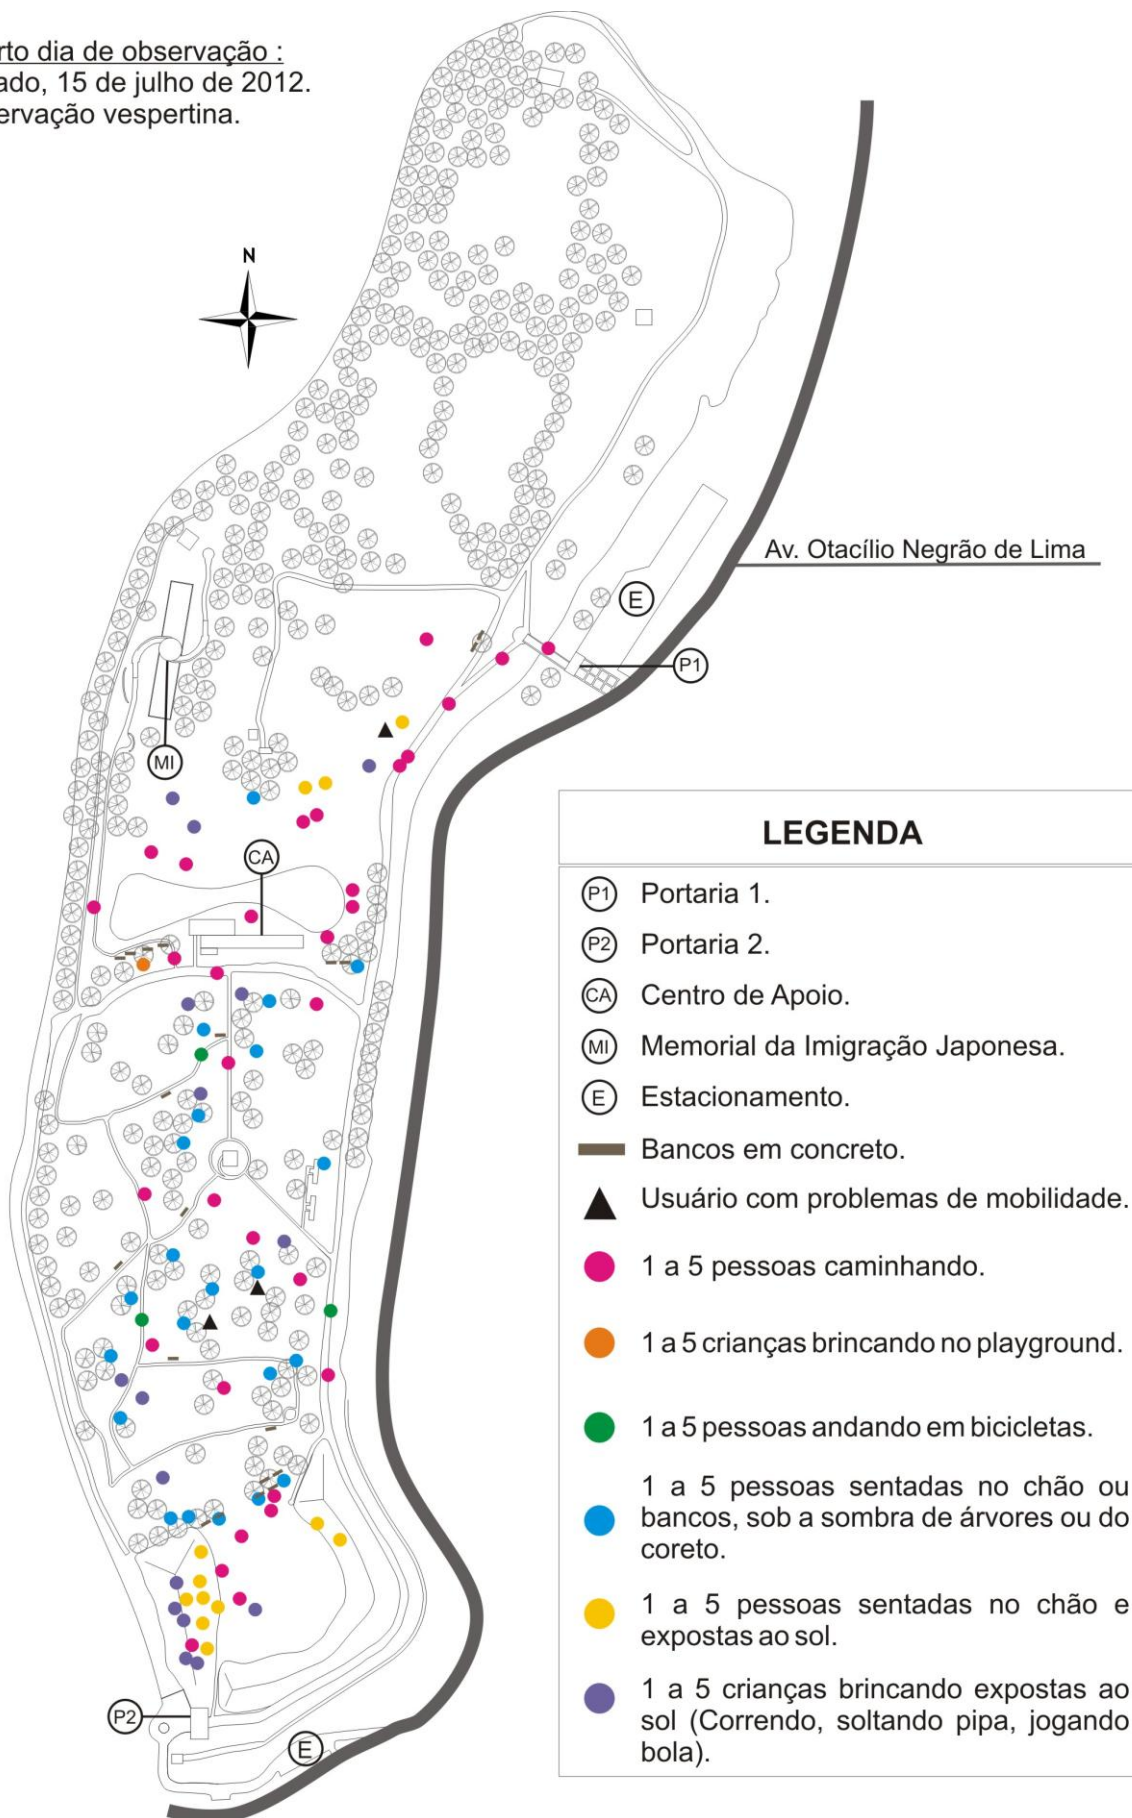 rto dia de observação :
ado, 15 de julho de 2012.
ervação vespertina.
N
Av. Otacílio Negrão de Lima
E
P1
MI
CA
P2
E
LEGENDA
P1 Portaria 1.
P2 Portaria 2.
CA Centro de Apoio.
MI Memorial da Imigração Japonesa.
E Estacionamento.
Bancos em concreto.
Usuário com problemas de mobilidade.
1 a 5 pessoas caminhando.
1 a 5 crianças brincando no playground.
1 a 5 pessoas andando em bicicletas.
1 a 5 pessoas sentadas no chão ou
bancos, sob a sombra de árvores ou do
coreto.
1 a 5 pessoas sentadas no chão e
expostas ao sol.
1 a 5 crianças brincando expostas ao
sol (Correndo, soltando pipa, jogando
bola).